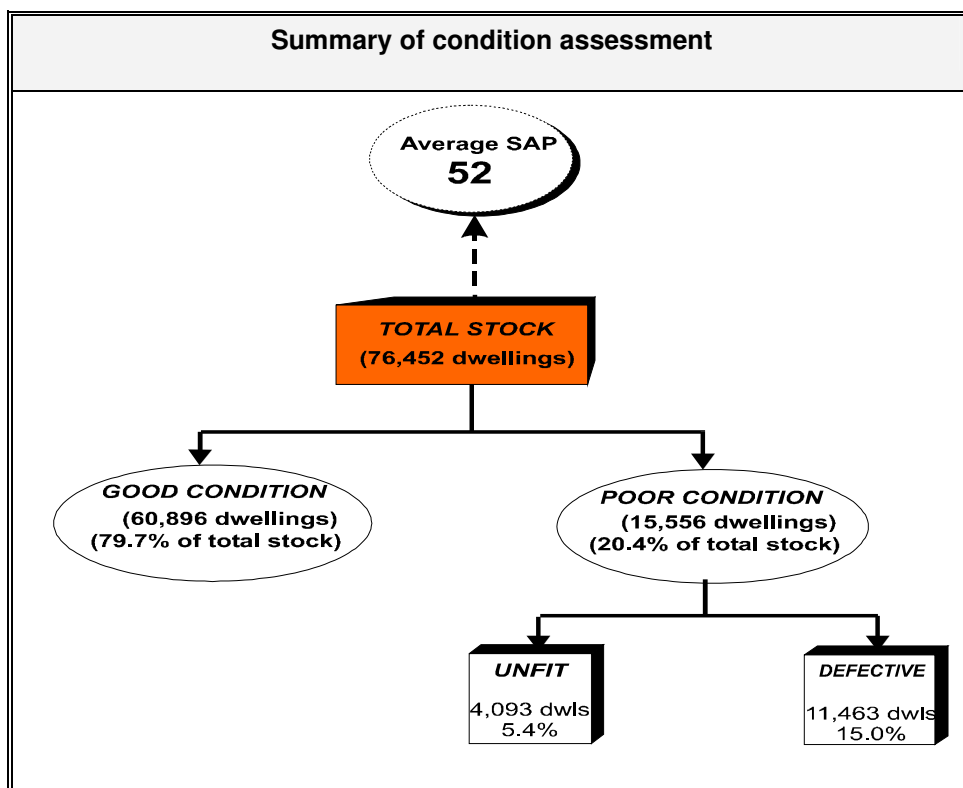 Summary of condition assessment
Average SAP
52
TOTAL STOCK
(76,452 dwellings)
GOOD CONDITION
(60,896 dwellings)
(79.7% of total stock)
POOR CONDITION
(15,556 dwellings)
(20.4% of total stock)
UNFIT
4,093 dwls
5.4%
DEFECTIVE
11,463 dwls
15.0%